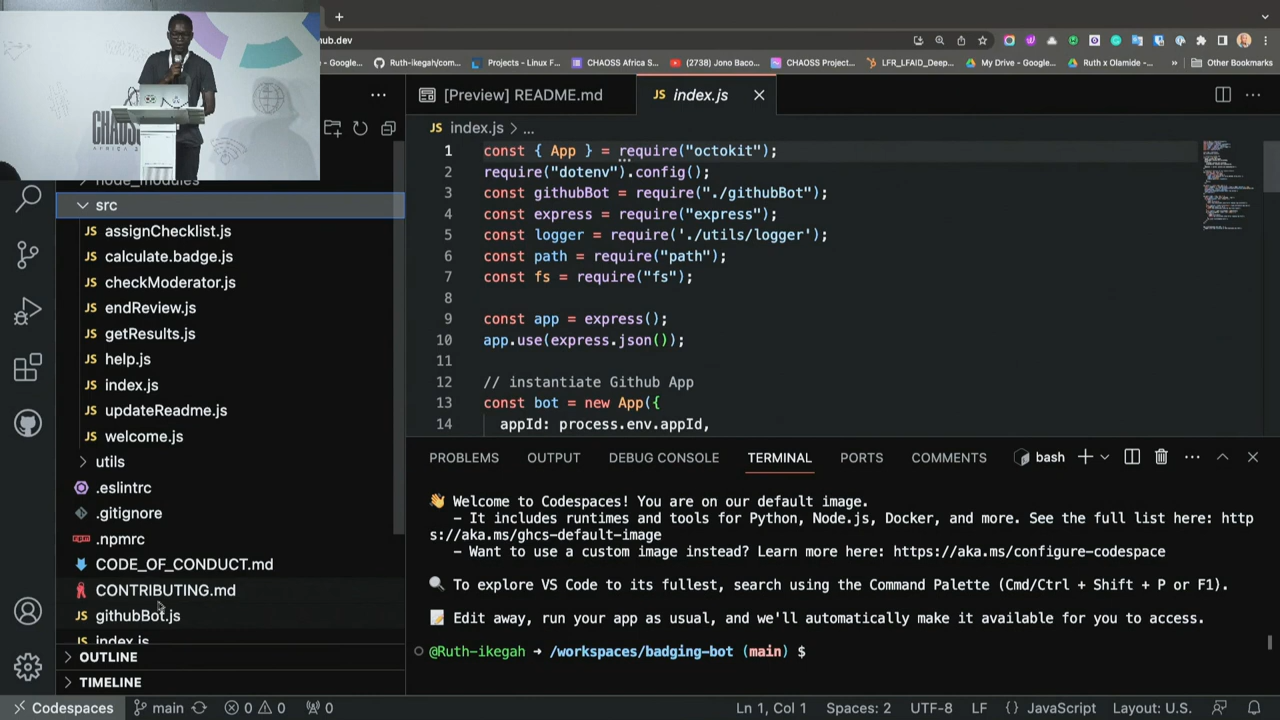 hub.dev
- Google...
Ruth-ikegah/com...
Projects - Linux F...
CHAOSS Africa S...
(2738) Jono Baco...
CHAOSS Project...
LFR_LFAID_Deep...
My Drive - Googl...
Ruth x Olamide -...
»
Other Bookmarks
CHAOSS
AFRICA 2
[Preview] README.md
JS index.js
JS index.js > ...
node_modules
src
JS assignChecklist.js
JS calculate.badge.js
JS checkModerator.js
JS endReview.js
JS getResults.js
JS help.js
JS index.js
JS updateReadme.js
JS welcome.js
utils
.eslintrc
.gitignore
.npmrc
CODE_OF_CONDUCT.md
CONTRIBUTING.md
JS githubBot.js
index.js
OUTLINE
TIMELINE
1 const { App } = require("octokit");
2 require("dotenv").config();
3 const githubBot = require("./githubBot");
4 const express = require("express");
5 const logger = require('./utils/logger');
6 const path = require("path");
7 const fs = require("fs");
8
9 const app = express();
10 app.use(express.json());
11
12 // instantiate Github App
13 const bot = new App({
14 appId: process.env.appId,
PROBLEMS OUTPUT DEBUG CONSOLE TERMINAL PORTS COMMENTS bash
👋 Welcome to Codespaces! You are on our default image.
- It includes runtimes and tools for Python, Node.js, Docker, and more. See the full list here: http
s://aka.ms/ghcs-default-image
- Want to use a custom image instead? Learn more here: https://aka.ms/configure-codespace
🔍 To explore VS Code to its fullest, search using the Command Palette (Cmd/Ctrl + Shift + P or F1).
📝 Edit away, run your app as usual, and we'll automatically make it available for you to access.
@Ruth-ikegah ➜ /workspaces/badging-bot (main) $
Codespaces main 0 0 0 Ln 1, Col 1 Spaces: 2 UTF-8 LF {} JavaScript Layout: U.S.